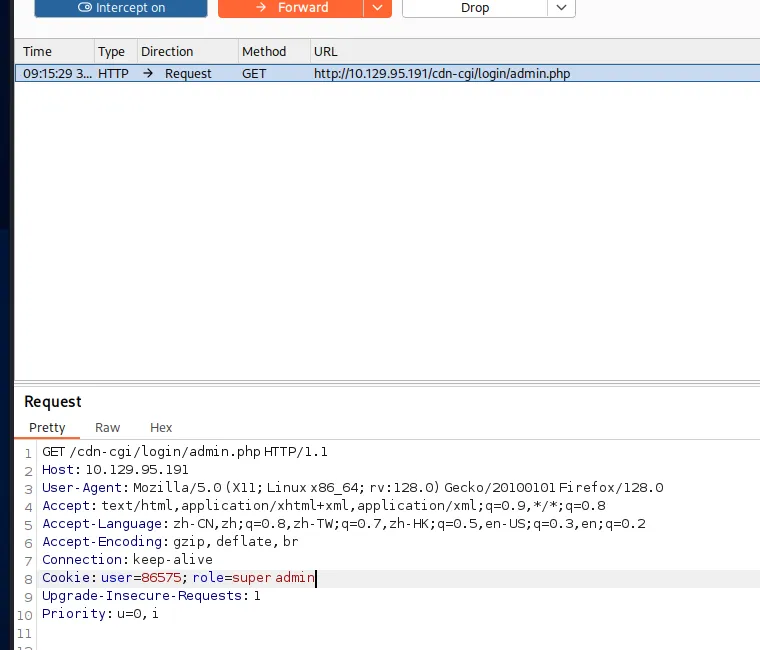 Intercept on
Forward
Drop
Time Type Direction Method URL
09:15:29 3... HTTP → Request GET http://10.129.95.191/cdn-cgi/login/admin.php
Request
Pretty Raw Hex
1 GET /cdn-cgi/login/admin.php HTTP/1.1
2 Host: 10.129.95.191
3 User-Agent: Mozilla/5.0 (X11; Linux x86_64; rv:128.0) Gecko/20100101 Firefox/128.0
4 Accept: text/html,application/xhtml+xml,application/xml;q=0.9,*/*;q=0.8
5 Accept-Language: zh-CN,zh;q=0.8,zh-TW;q=0.7,zh-HK;q=0.5,en-US;q=0.3,en;q=0.2
6 Accept-Encoding: gzip, deflate, br
7 Connection: keep-alive
8 Cookie: user=86575; role=super admin
9 Upgrade-Insecure-Requests: 1
10 Priority: u=0, i
11
12